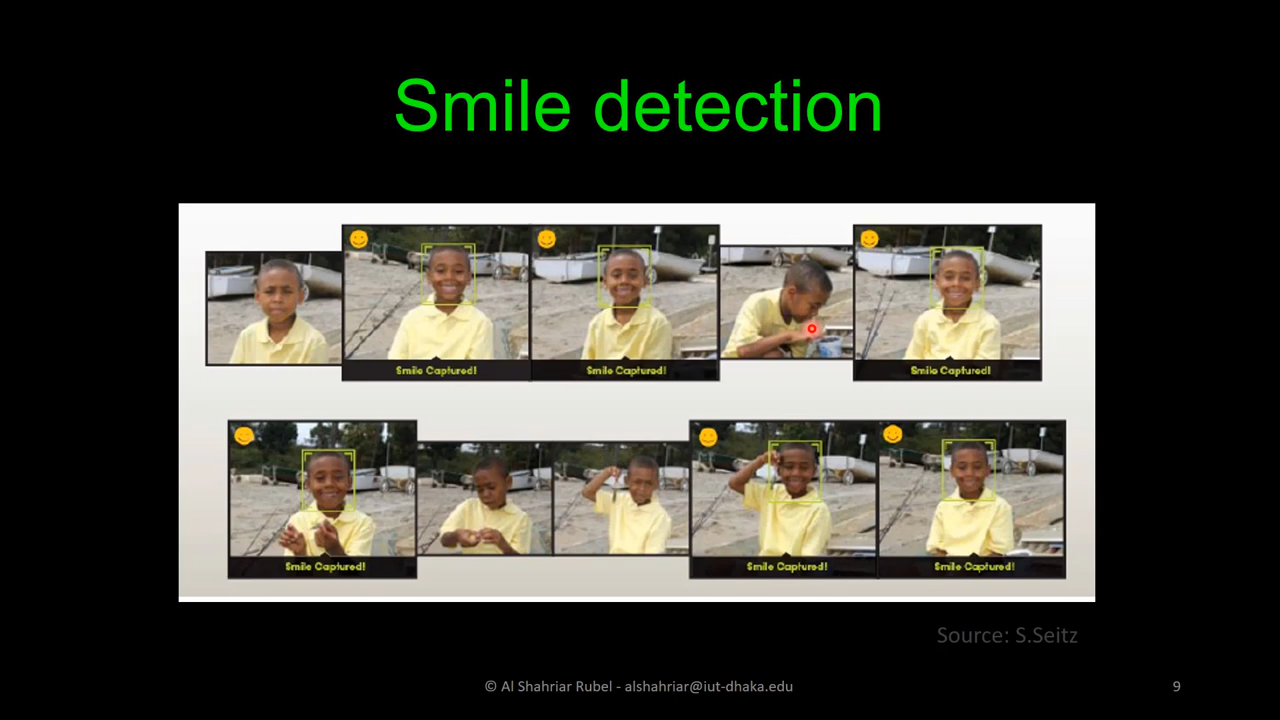 Smile detection
Smile Captured!
Smile Captured!
Smile Captured!
Smile Captured!
Smile Captured!
Smile Captured!
Source: S.Seitz
© Al Shahriar Rubel - alshahriar@iut-dhaka.edu
9